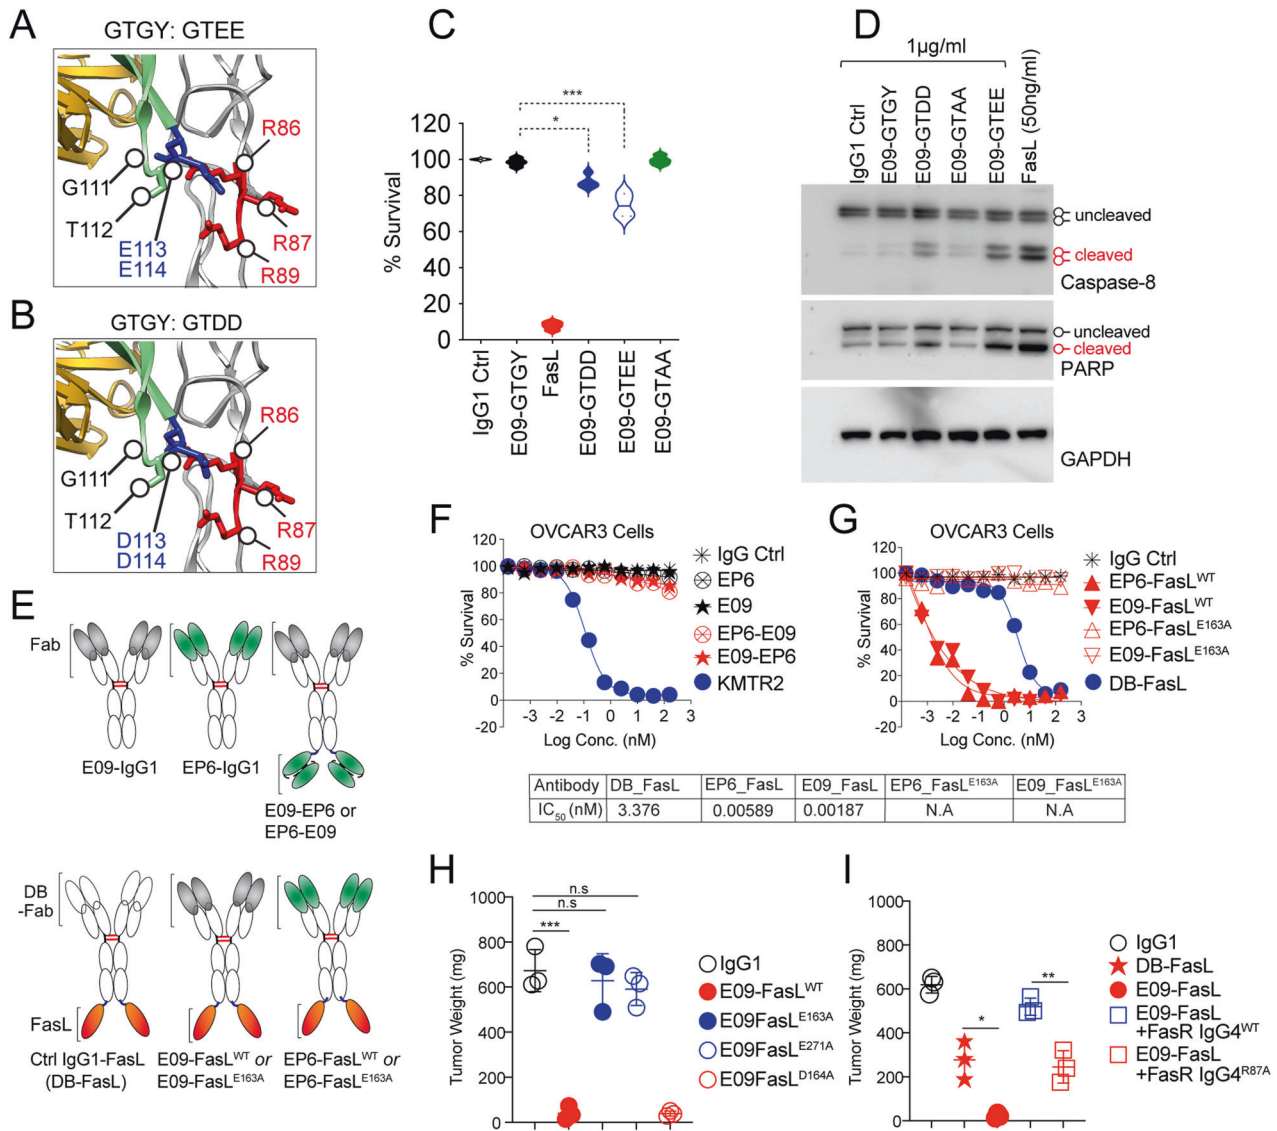 A
GTGY: GTEE
R86
G111
T112
E113
E114
R87
R89
B
GTGY: GTDD
R86
G111
T112
D113
D114
R87
R89
C
% Survival
120
100
80
60
40
20
0
***
*
IgG1 Ctrl
E09-GTGY
FasL
E09-GTDD
E09-GTEE
E09-GTAA
D
1µg/ml
IgG1 Ctrl
E09-GTGY
E09-GTDD
E09-GTAA
E09-GTEE
FasL (50ng/ml)
uncleaved
cleaved
Caspase-8
uncleaved
cleaved
PARP
GAPDH
E
Fab
E09-IgG1
EP6-IgG1
E09-EP6 or
EP6-E09
DB
-Fab
FasL
Ctrl IgG1-FasL
(DB-FasL)
E09-FasLWT or
E09-FasLE163A
EP6-FasLWT or
EP6-FasLE163A
F
OVCAR3 Cells
% Survival
120
100
80
60
40
20
0
-20
-3 -2 -1 0 1 2 3
Log Conc. (nM)
IgG Ctrl
EP6
E09
EP6-E09
E09-EP6
KMTR2
G
OVCAR3 Cells
% Survival
120
100
80
60
40
20
0
-20
-3 -2 -1 0 1 2 3
Log Conc. (nM)
IgG Ctrl
EP6-FasLWT
E09-FasLWT
EP6-FasLE163A
E09-FasLE163A
DB-FasL
Antibody DB_FasL EP6_FasL E09_FasL EP6_FasLE163A E09_FasLE163A
IC50 (nM) 3.376 0.00589 0.00187 N.A N.A
H
Tumor Weight (mg)
1000
800
600
400
200
0
n.s
n.s
***
IgG1
E09-FasLWT
E09FasLE163A
E09FasLE271A
E09FasLD164A
I
Tumor Weight (mg)
1000
800
600
400
200
0
*
**
IgG1
DB-FasL
E09-FasL
E09-FasL
+FasR IgG4WT
E09-FasL
+FasR IgG4R87A